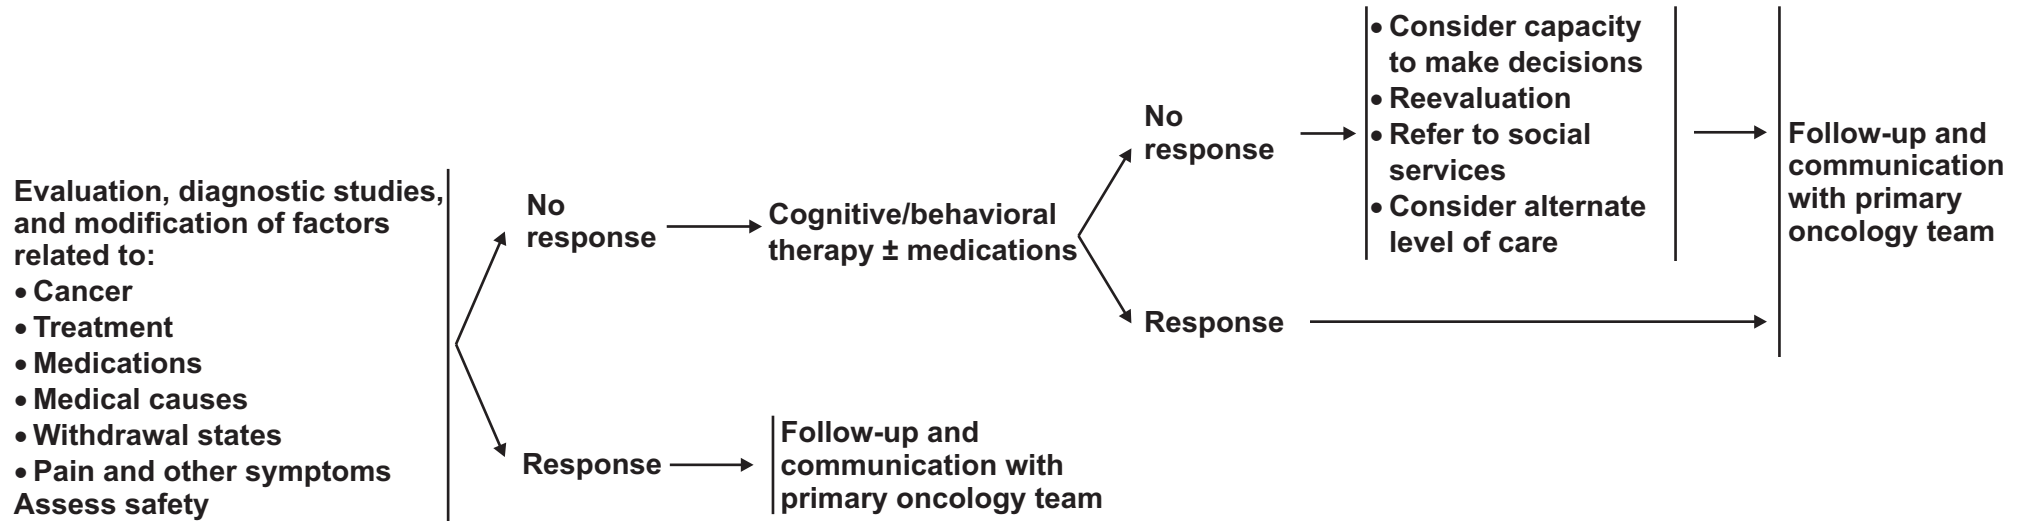 Evaluation, diagnostic studies,
and modification of factors
related to:
• Cancer
• Treatment
• Medications
• Medical causes
• Withdrawal states
• Pain and other symptoms
Assess safety
No
response
Response
Cognitive/behavioral
therapy ± medications
Follow-up and
communication with
primary oncology team
No
response
Response
• Consider capacity
to make decisions
• Reevaluation
• Refer to social
services
• Consider alternate
level of care
Follow-up and
communication
with primary
oncology team